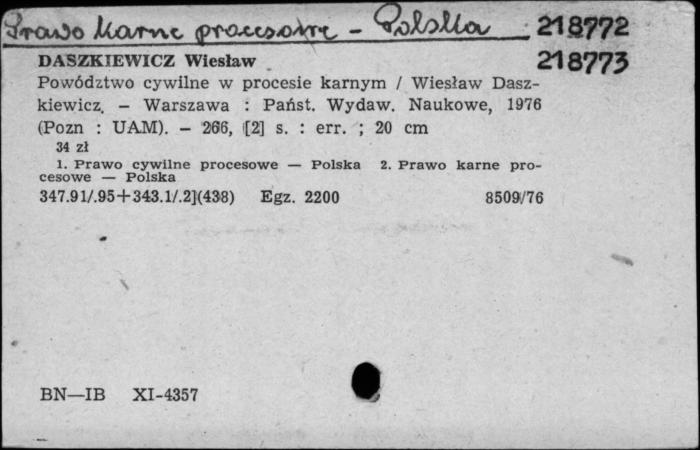 Prawo karne procesowe - Polska 218772
DASZKIEWICZ Wiesław 218773
Powództwo cywilne w procesie karnym / Wiesław Dasz-
kiewicz. – Warszawa : Państ. Wydaw. Naukowe, 1976
(Pozn : UAM). – 266, [2] s. : err. ; 20 cm
34 zł
1. Prawo cywilne procesowe — Polska 2. Prawo karne pro-
cesowe — Polska
347.91/.95+343.1/.2](438) Egz. 2200 8509/76
BN—IB XI-4357